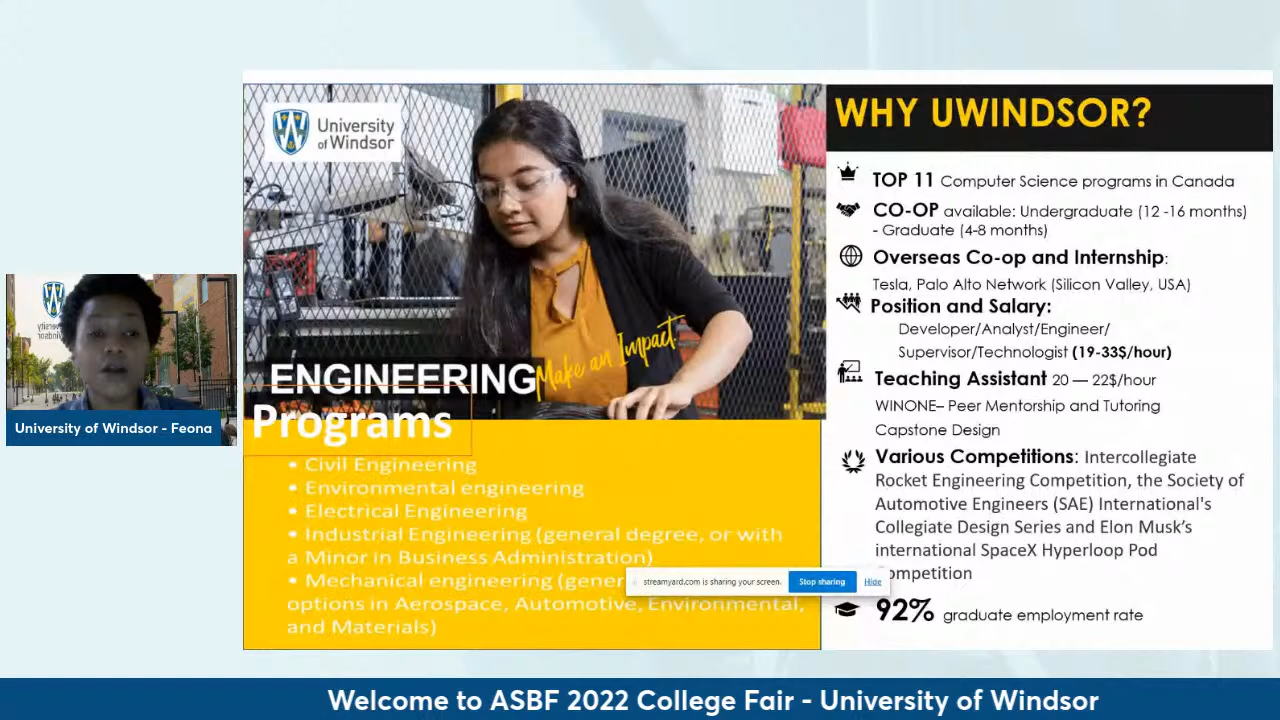 University
of Windsor
Make an Impact.
ENGINEERING
Programs
• Civil Engineering
• Environmental engineering
• Electrical Engineering
• Industrial Engineering (general degree, or with
a Minor in Business Administration)
• Mechanical engineering (gener
options in Aerospace, Automotive, Environmental,
and Materials)
WHY UWINDSOR?
TOP 11 Computer Science programs in Canada
CO-OP available: Undergraduate (12 -16 months)
- Graduate (4-8 months)
Overseas Co-op and Internship:
Tesla, Palo Alto Network (Silicon Valley, USA)
Position and Salary:
Developer/Analyst/Engineer/
Supervisor/Technologist (19-33$/hour)
Teaching Assistant 20 — 22$/hour
WINONE– Peer Mentorship and Tutoring
Capstone Design
Various Competitions: Intercollegiate
Rocket Engineering Competition, the Society of
Automotive Engineers (SAE) International's
Collegiate Design Series and Elon Musk's
international SpaceX Hyperloop Pod
ompetition
92% graduate employment rate
streamyard.com is sharing your screen. Stop sharing Hide
University of Windsor - Feona
Welcome to ASBF 2022 College Fair - University of Windsor